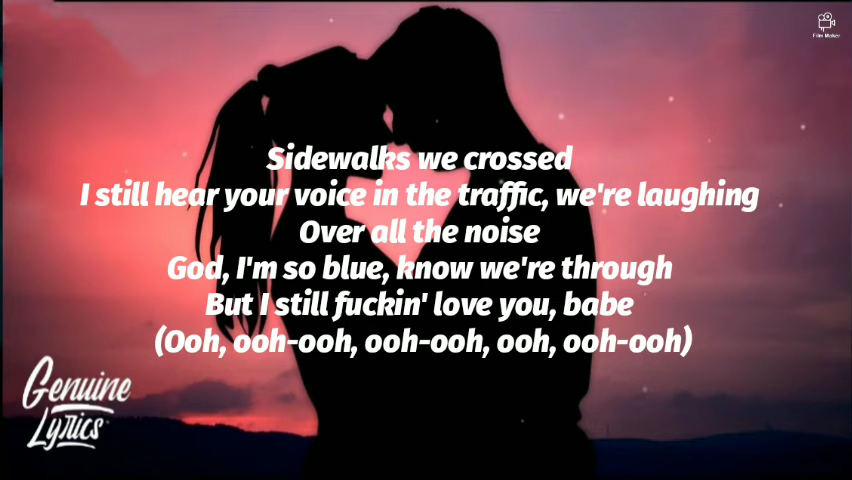 Film Maker
Sidewalks we crossed
I still hear your voice in the traffic, we're laughing
Over all the noise
God, I'm so blue, know we're through
But I still fuckin' love you, babe
(Ooh, ooh-ooh, ooh-ooh, ooh, ooh-ooh)
Genuine
Lyrics